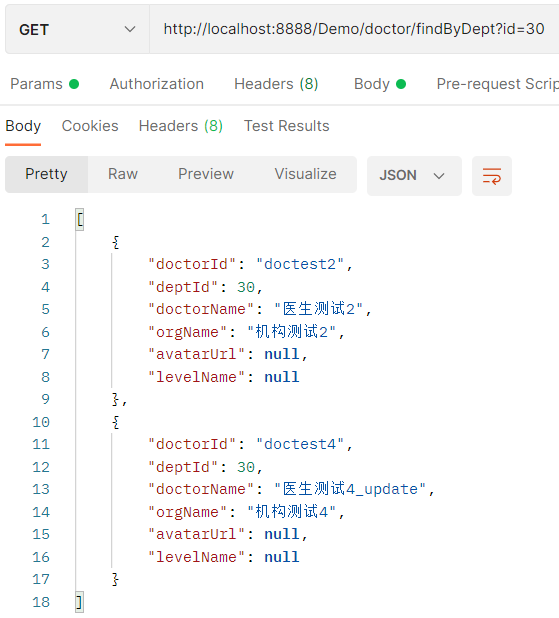 GET http://localhost:8888/Demo/doctor/findByDept?id=30
Params Authorization Headers (8) Body Pre-request Scrip
Body Cookies Headers (8) Test Results
Pretty Raw Preview Visualize JSON
1 [
2 {
3 "doctorId": "doctest2",
4 "deptId": 30,
5 "doctorName": "医生测试2",
6 "orgName": "机构测试2",
7 "avatarUrl": null,
8 "levelName": null
9 },
10 {
11 "doctorId": "doctest4",
12 "deptId": 30,
13 "doctorName": "医生测试4_update",
14 "orgName": "机构测试4",
15 "avatarUrl": null,
16 "levelName": null
17 }
18 ]